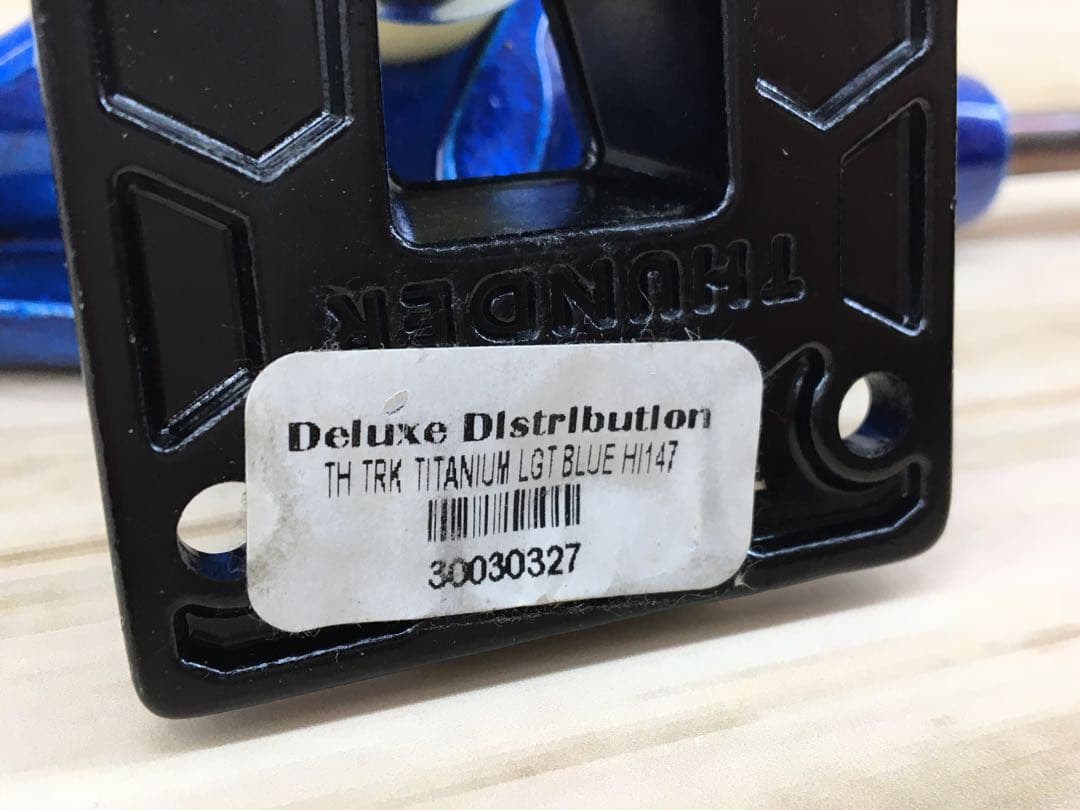 THUNDER
Deluxe Distribution
TH TRK TITANIUM LGT BLUE HI147
30030327